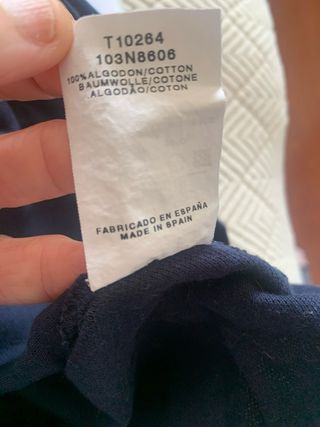 T10264
103N8606
100%ALGODON/COTTON
BAUMWOLLE/COTONE
ALGODÃO/COTON
FABRICADO EN ESPAÑA
MADE IN SPAIN